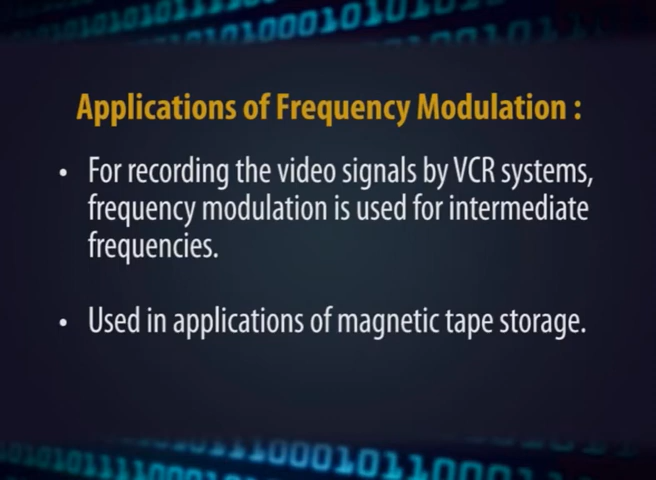 Applications of Frequency Modulation :
• For recording the video signals by VCR systems,
frequency modulation is used for intermediate
frequencies.
• Used in applications of magnetic tape storage.